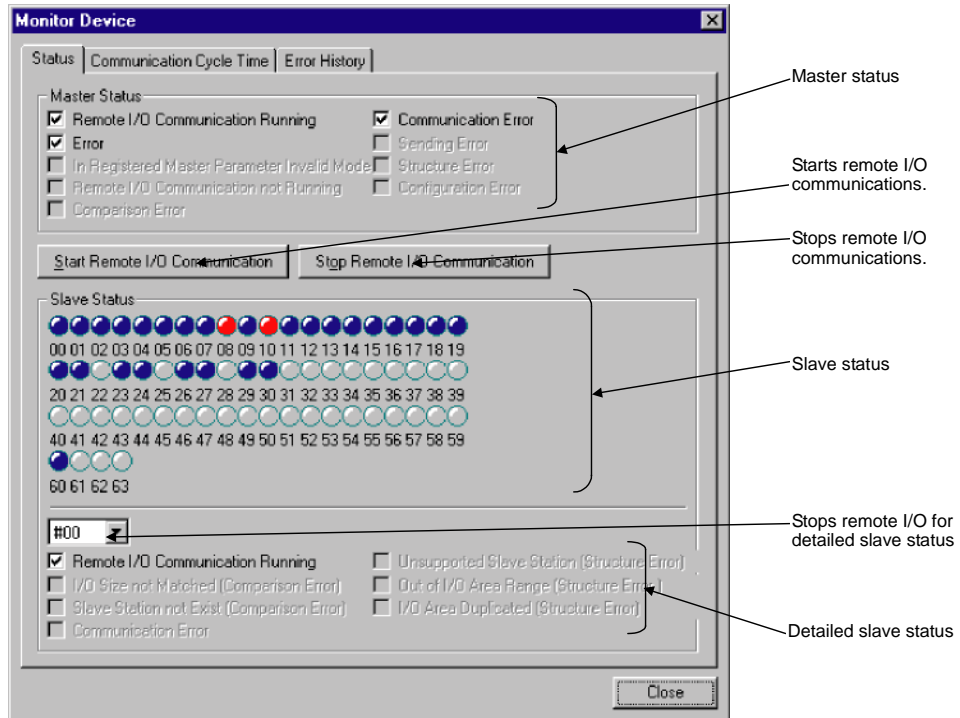 Monitor Device
Status Communication Cycle Time Error History
Master Status
Remote I/O Communication Running Communication Error
Error Sending Error
In Registered Master Parameter Invalid Mode Structure Error
Remote I/O Communication not Running Configuration Error
Comparison Error
Start Remote I/O Communication Stop Remote I/O Communication
Slave Status
00 01 02 03 04 05 06 07 08 09 10 11 12 13 14 15 16 17 18 19
20 21 22 23 24 25 26 27 28 29 30 31 32 33 34 35 36 37 38 39
40 41 42 43 44 45 46 47 48 49 50 51 52 53 54 55 56 57 58 59
60 61 62 63
#00
Remote I/O Communication Running Unsupported Slave Station (Structure Error)
I/O Size not Matched (Comparison Error) Out of I/O Area Range (Structure Error)
Slave Station not Exist (Comparison Error) I/O Area Duplicated (Structure Error)
Communication Error
Close
Master status
Starts remote I/O
communications.
Stops remote I/O
communications.
Slave status
Stops remote I/O for
detailed slave status
Detailed slave status